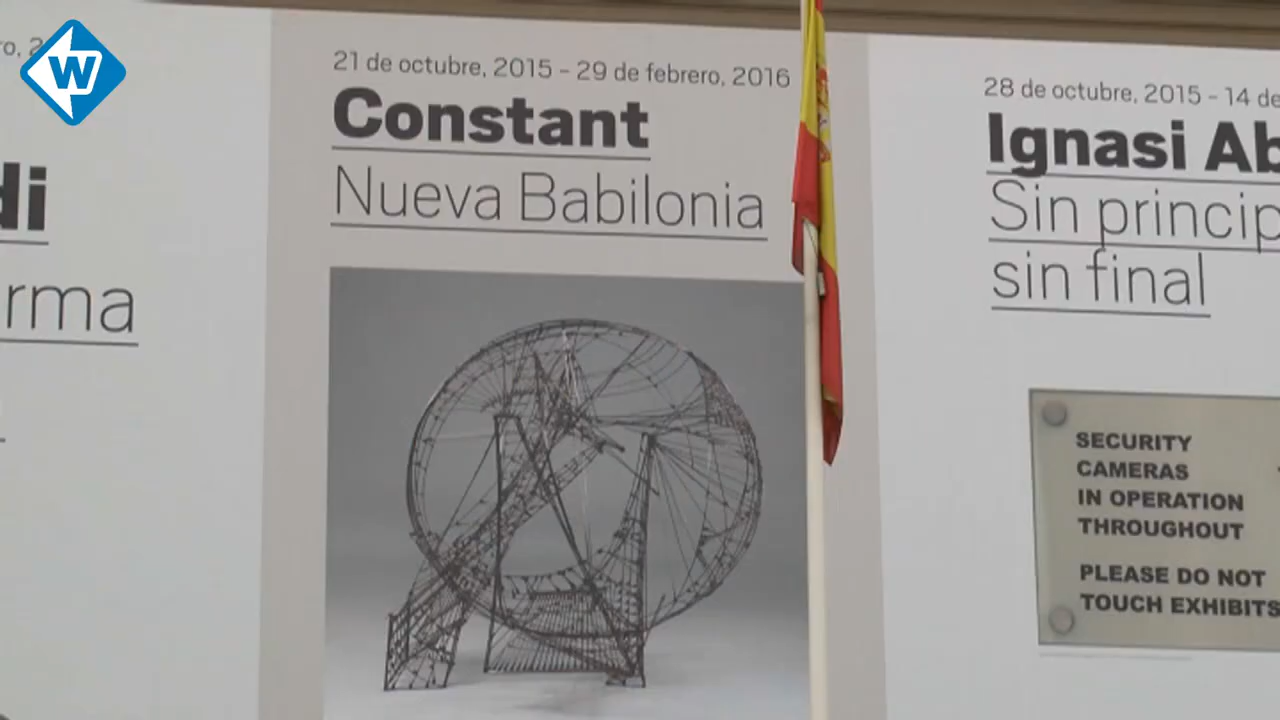 W
di
rma
21 de octubre, 2015 – 29 de febrero, 2016
Constant
Nueva Babilonia
28 de octubre, 2015 – 14 de
Ignasi Ab
Sin princip
sin final
SECURITY
CAMERAS
IN OPERATION
THROUGHOUT
PLEASE DO NOT
TOUCH EXHIBITS